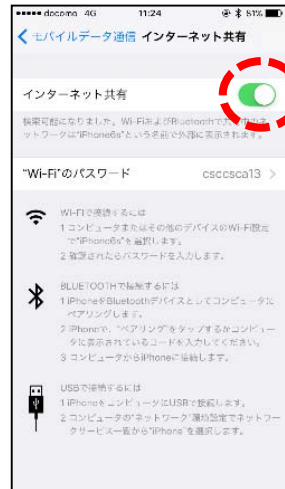 docomo 4G 11:24 81%
モバイルデータ通信 インターネット共有
インターネット共有
検索可能になりました。Wi-FiおよびBluetoothで共有中のネ
ットワークは"iPhone6s"という名前で外部に表示されます。
"Wi-Fi"のパスワード csccsca13
WI-FIで接続するには
1 コンピュータまたはその他のデバイスのWi-Fi設定
で"iPhone6s"を選択します。
2 確認されたらパスワードを入力します。
BLUETOOTHで接続するには
1 iPhoneをBluetoothデバイスとしてコンピュータに
ペアリングします。
2 iPhoneで、"ペアリング"をタップするかコンピュー
タに表示されているコードを入力してください。
3 コンピュータからiPhoneに接続します。
USBで接続するには
1 iPhoneをコンピュータにUSBで接続します。
2 コンピュータの"ネットワーク"環境設定でネットワー
クサービス一覧から"iPhone"を選択します。